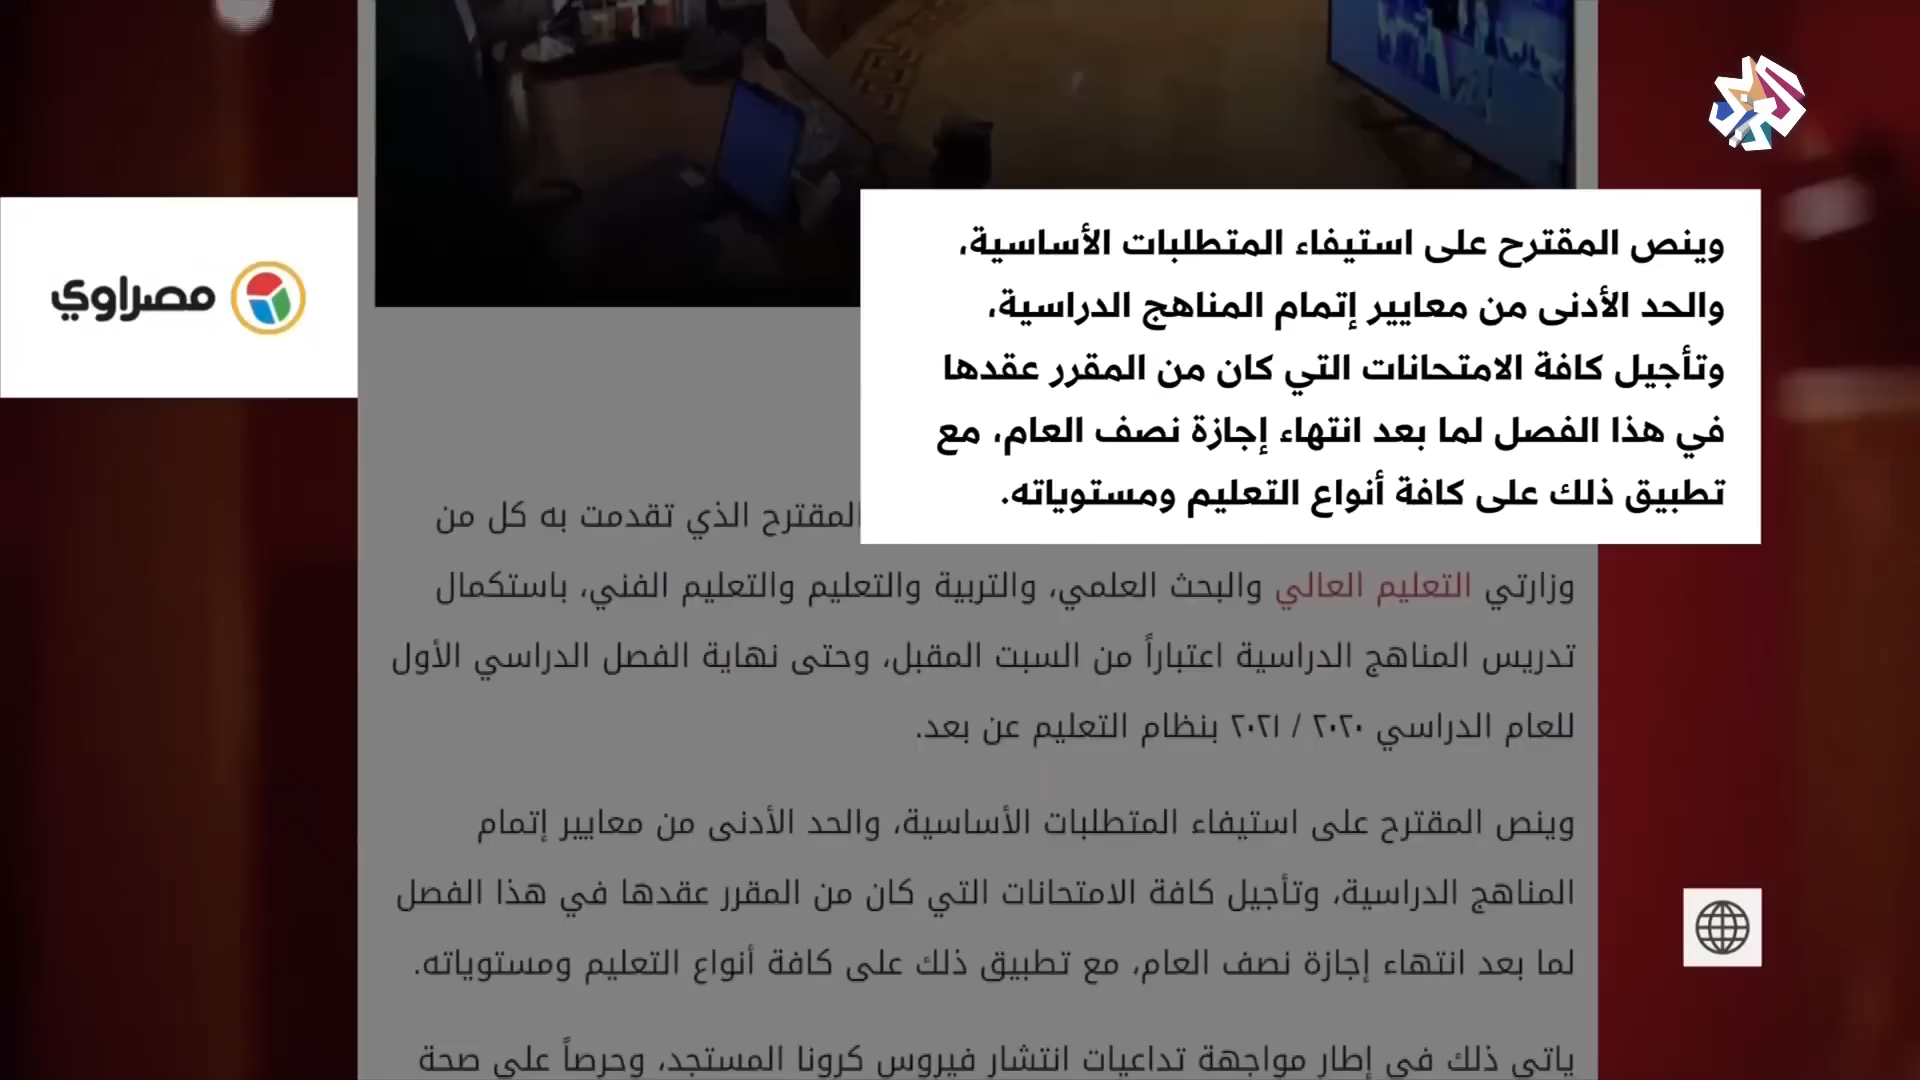 مصراوي
وينص المقترح على استيفاء المتطلبات الأساسية،
والحد الأدنى من معايير إتمام المناهج الدراسية،
وتأجيل كافة الامتحانات التي كان من المقرر عقدها
في هذا الفصل لما بعد انتهاء إجازة نصف العام، مع
تطبيق ذلك على كافة أنواع التعليم ومستوياته.
المقترح الذي تقدمت به كل من
وزارتي التعليم العالي والبحث العلمي، والتربية والتعليم والتعليم الفني، باستكمال
تدريس المناهج الدراسية اعتباراً من السبت المقبل، وحتى نهاية الفصل الدراسي الأول
للعام الدراسي ٢٠٢٠ / ٢٠٢١ بنظام التعليم عن بعد.
وينص المقترح على استيفاء المتطلبات الأساسية، والحد الأدنى من معايير إتمام
المناهج الدراسية، وتأجيل كافة الامتحانات التي كان من المقرر عقدها في هذا الفصل
لما بعد انتهاء إجازة نصف العام، مع تطبيق ذلك على كافة أنواع التعليم ومستوياته.
ياتي ذلك في إطار مواجهة تداعيات انتشار فيروس كرونا المستجد، وحرصاً على صحة